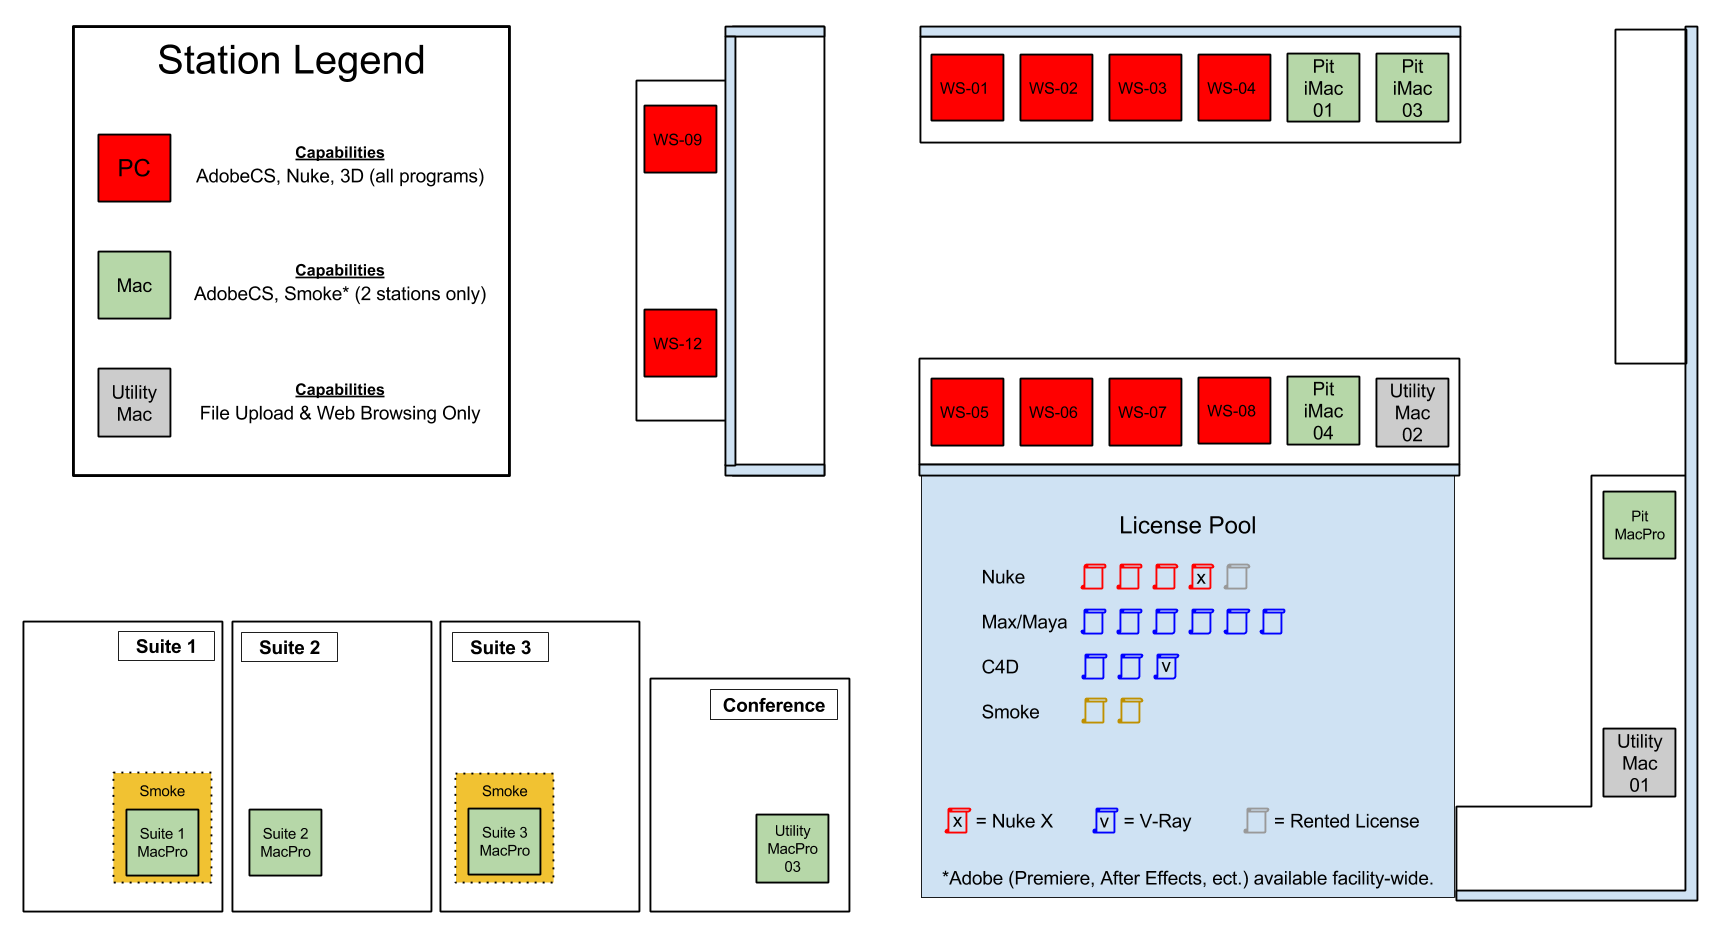 Station Legend
PC
Capabilities
AdobeCS, Nuke, 3D (all programs)
Mac
Capabilities
AdobeCS, Smoke* (2 stations only)
Utility
Mac
Capabilities
File Upload & Web Browsing Only
WS-09
WS-12
WS-01
WS-02
WS-03
WS-04
Pit
iMac
01
Pit
iMac
03
WS-05
WS-06
WS-07
WS-08
Pit
iMac
04
Utility
Mac
02
Pit
MacPro
Utility
Mac
01
License Pool
Nuke
x
Max/Maya
C4D
v
Smoke
x = Nuke X
v = V-Ray
= Rented License
*Adobe (Premiere, After Effects, ect.) available facility-wide.
Suite 1
Smoke
Suite 1
MacPro
Suite 2
Suite 2
MacPro
Suite 3
Smoke
Suite 3
MacPro
Conference
Utility
MacPro
03